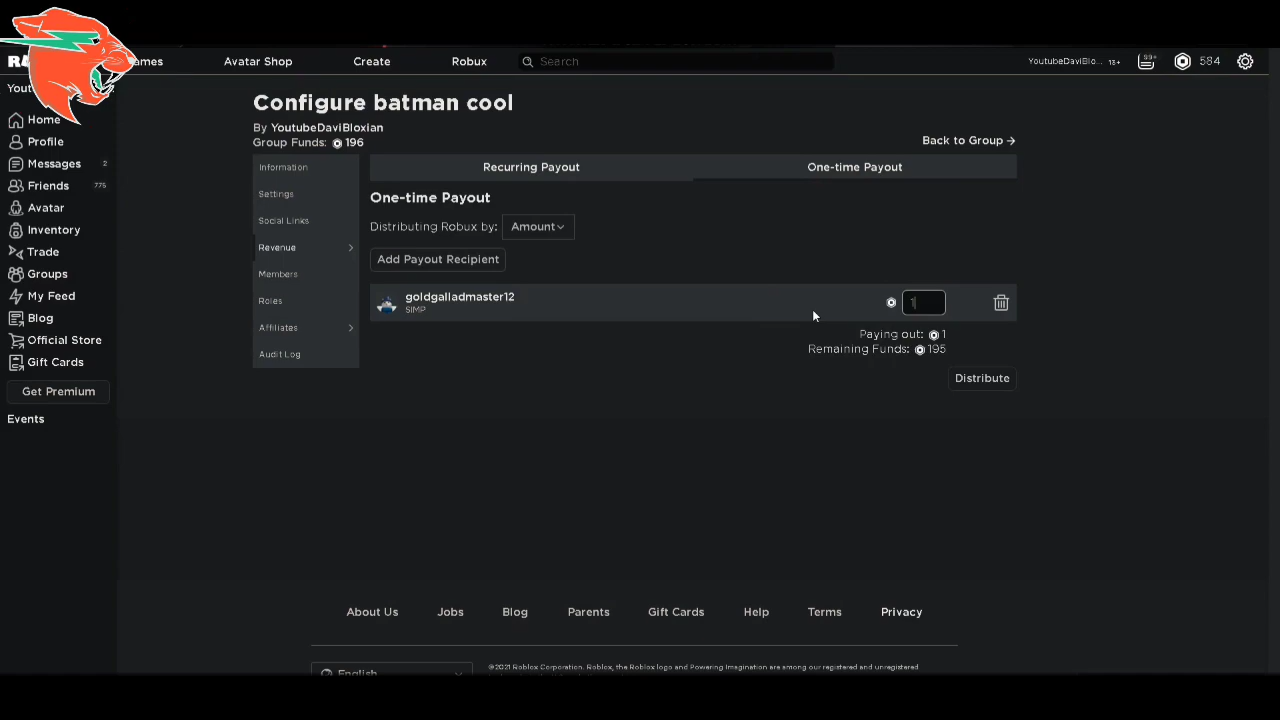 ames
Avatar Shop
Create
Robux
Search
YoutubeDaviBlo... 13+
99+
584
Home
Profile
Messages 2
Friends 775
Avatar
Inventory
Trade
Groups
My Feed
Blog
Official Store
Gift Cards
Get Premium
Events
Configure batman cool
By YoutubeDaviBloxian
Group Funds: 196
Back to Group
Information
Settings
Social Links
Revenue
Members
Roles
Affiliates
Audit Log
Recurring Payout
One-time Payout
One-time Payout
Distributing Robux by: Amount
Add Payout Recipient
goldgalladmaster12
SIMP
1
Paying out: 1
Remaining Funds: 195
Distribute
About Us
Jobs
Blog
Parents
Gift Cards
Help
Terms
Privacy
English
©2021 Roblox Corporation. Roblox, the Roblox logo and Powering Imagination are among our registered and unregistered